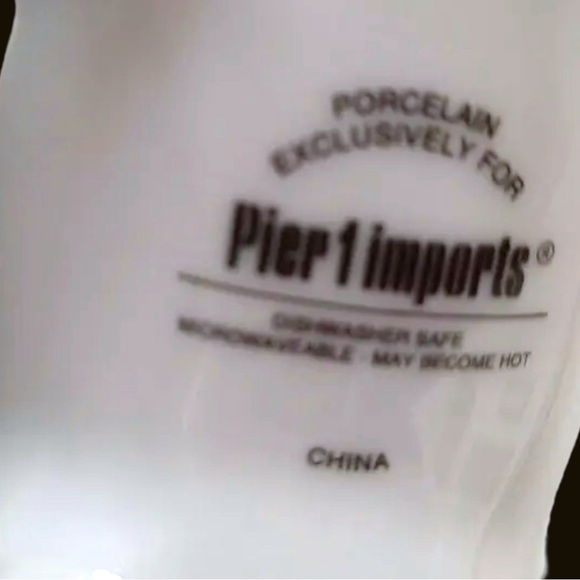 PORCELAIN
EXCLUSIVELY FOR
Pier 1 imports®
DISHWASHER SAFE
MICROWAVEABLE - MAY BECOME HOT
CHINA